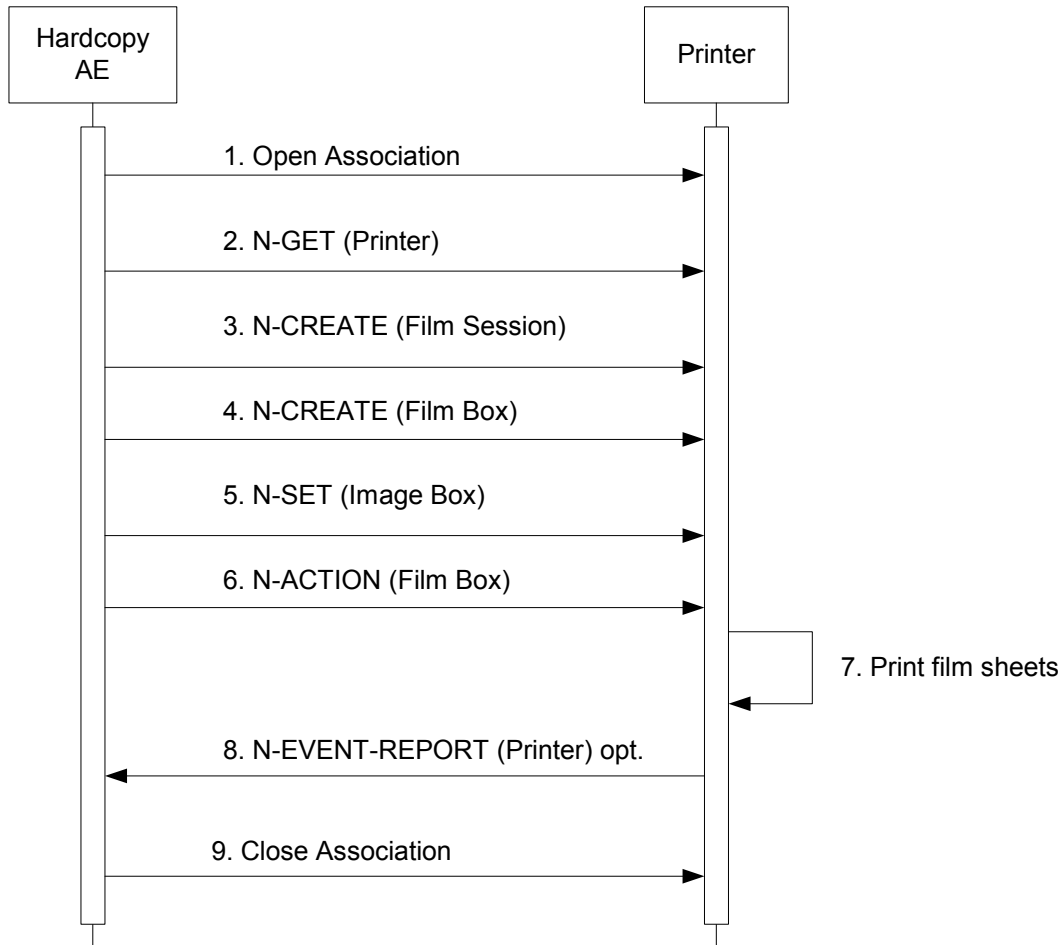 Hardcopy
AE
Printer
1. Open Association
2. N-GET (Printer)
3. N-CREATE (Film Session)
4. N-CREATE (Film Box)
5. N-SET (Image Box)
6. N-ACTION (Film Box)
7. Print film sheets
8. N-EVENT-REPORT (Printer) opt.
9. Close Association